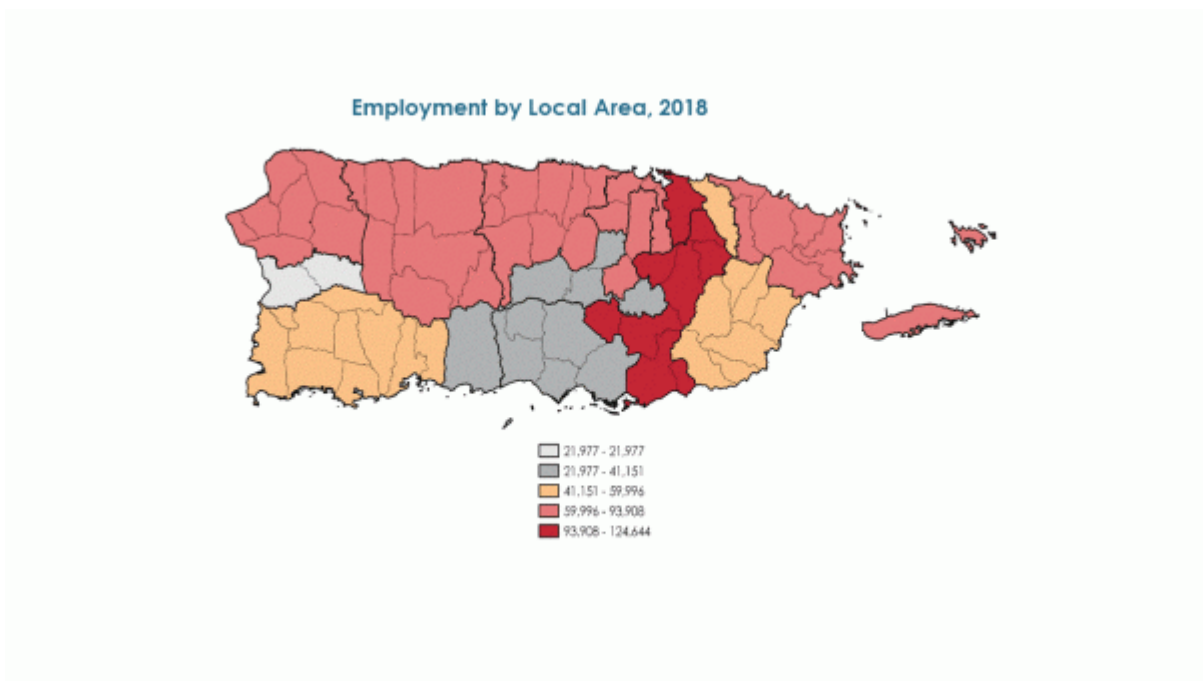 Employment by Local Area, 2018
21,977 - 21,977
21,977 - 41,151
41,151 - 59,996
59,996 - 93,908
93,908 - 124,644